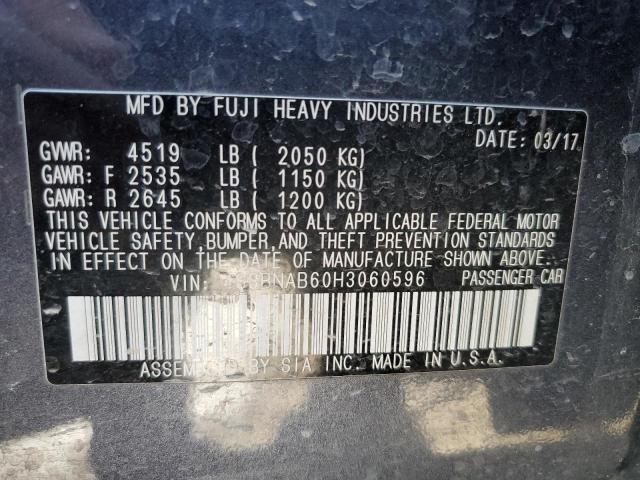 MFD BY FUJI HEAVY INDUSTRIES LTD.
DATE: 03/17
GVWR: 4519 LB ( 2050 KG)
GAWR: F 2535 LB ( 1150 KG)
GAWR: R 2645 LB ( 1200 KG)
THIS VEHICLE CONFORMS TO ALL APPLICABLE FEDERAL MOTOR
VEHICLE SAFETY, BUMPER, AND THEFT PREVENTION STANDARDS
IN EFFECT ON THE DATE OF MANUFACTURE SHOWN ABOVE.
VIN: PASSENGER CAR
ASSEMBLED BY SIA INC. MADE IN U.S.A.